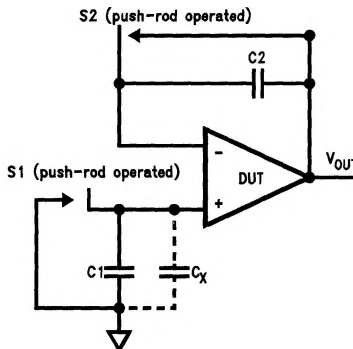 S2 (push-rod operated)
C2
-
S1 (push-rod operated)
DUT
VOUT
+
C1
CX